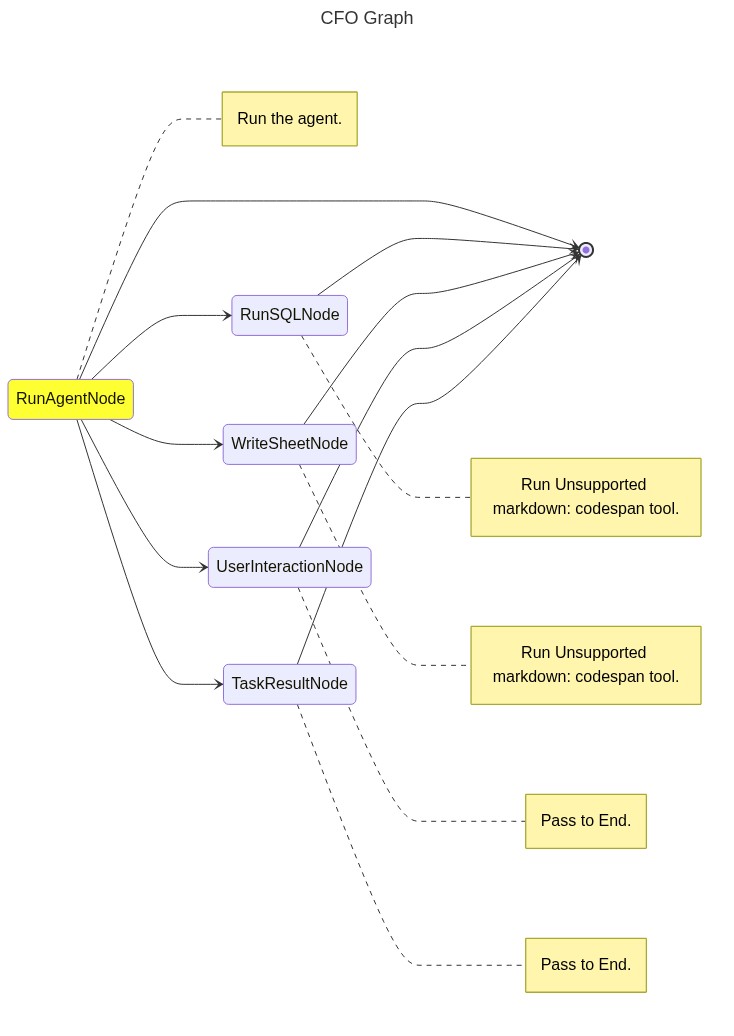 CFO Graph
Run the agent.
RunSQLNode
RunAgentNode
WriteSheetNode
Run Unsupported
markdown: codespan tool.
UserInteractionNode
Run Unsupported
markdown: codespan tool.
TaskResultNode
Pass to End.
Pass to End.